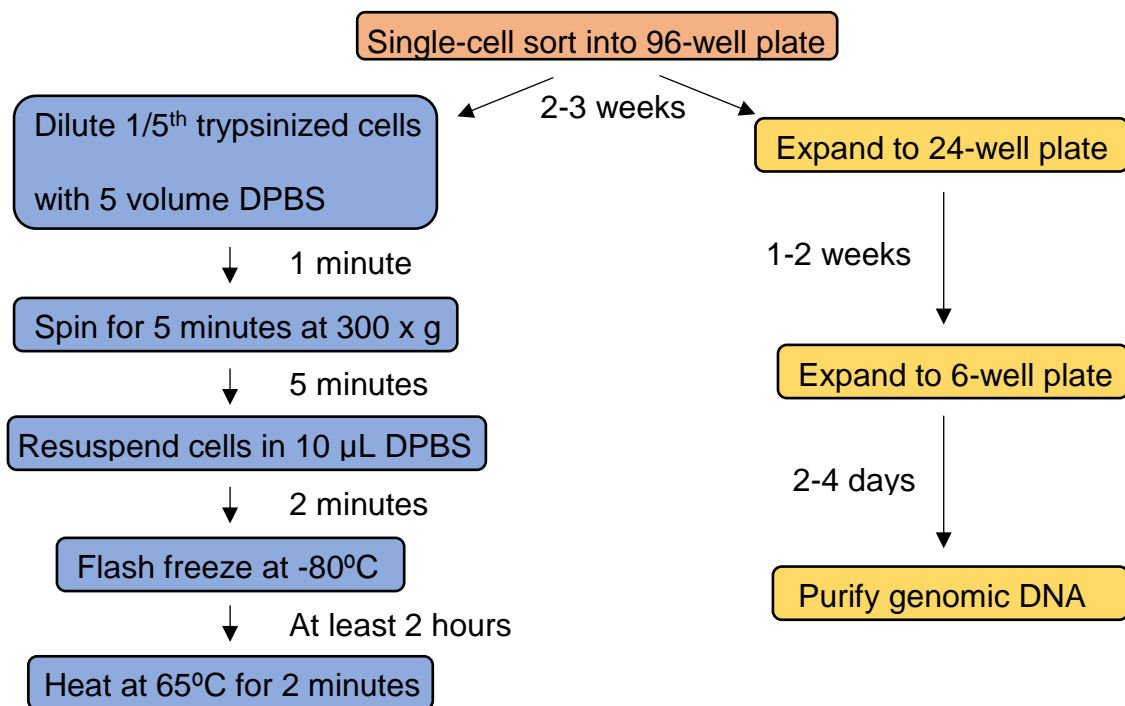 Single-cell sort into 96-well plate
2-3 weeks
Dilute 1/5th trypsinized cells
with 5 volume DPBS
1 minute
Spin for 5 minutes at 300 x g
5 minutes
Resuspend cells in 10 µL DPBS
2 minutes
Flash freeze at -80ºC
At least 2 hours
Heat at 65ºC for 2 minutes
Expand to 24-well plate
1-2 weeks
Expand to 6-well plate
2-4 days
Purify genomic DNA